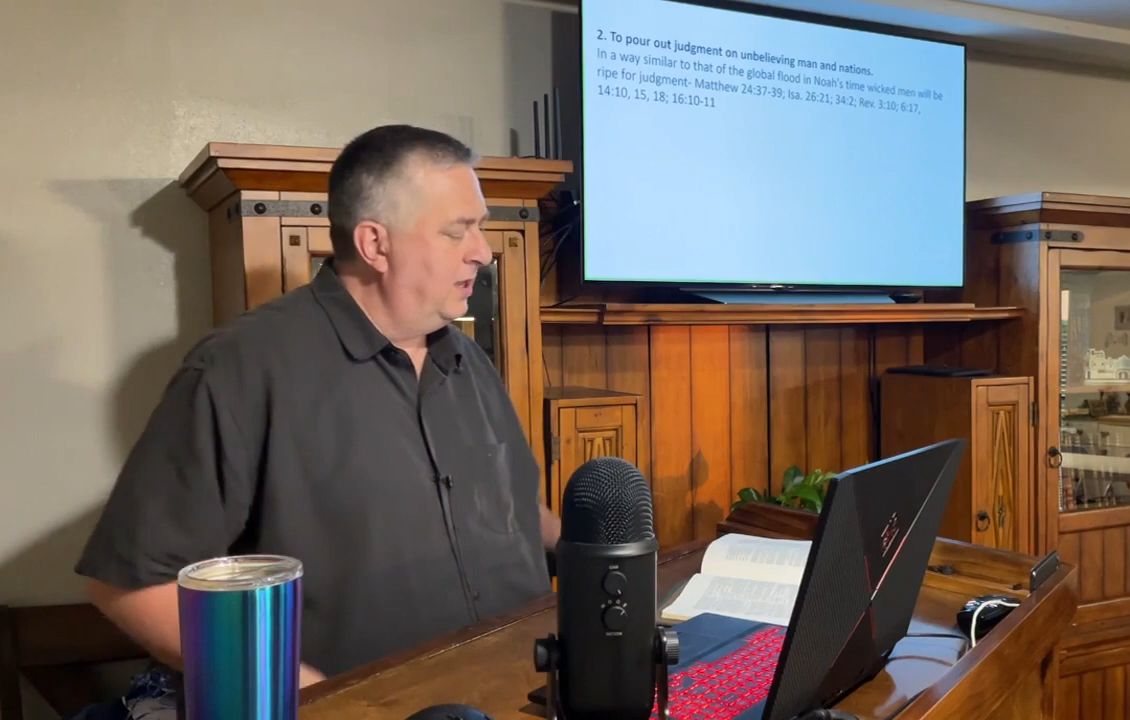 2. To pour out judgment on unbelieving man and nations.
In a way similar to that of the global flood in Noah's time wicked men will be
ripe for judgment- Matthew 24:37-39; Isa. 26:21; 34:2; Rev. 3:10; 6:17,
14:10, 15, 18; 16:10-11